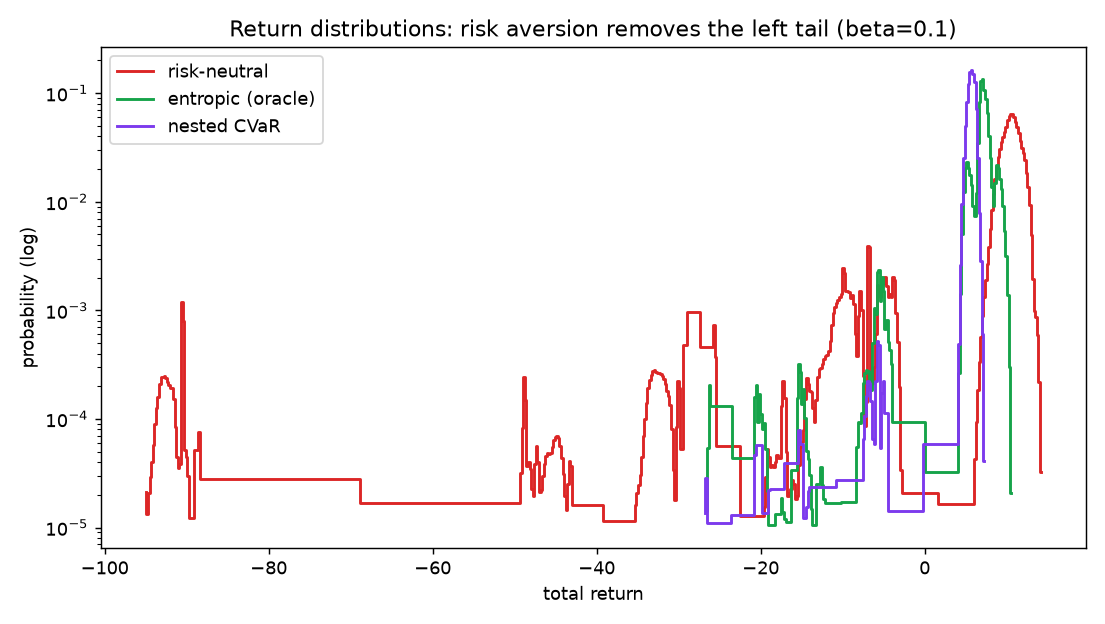 Return distributions: risk aversion removes the left tail (beta=0.1)
risk-neutral
entropic (oracle)
nested CVaR
probability (log)
10⁻¹
10⁻²
10⁻³
10⁻⁴
10⁻⁵
−100 −80 −60 −40 −20 0
total return